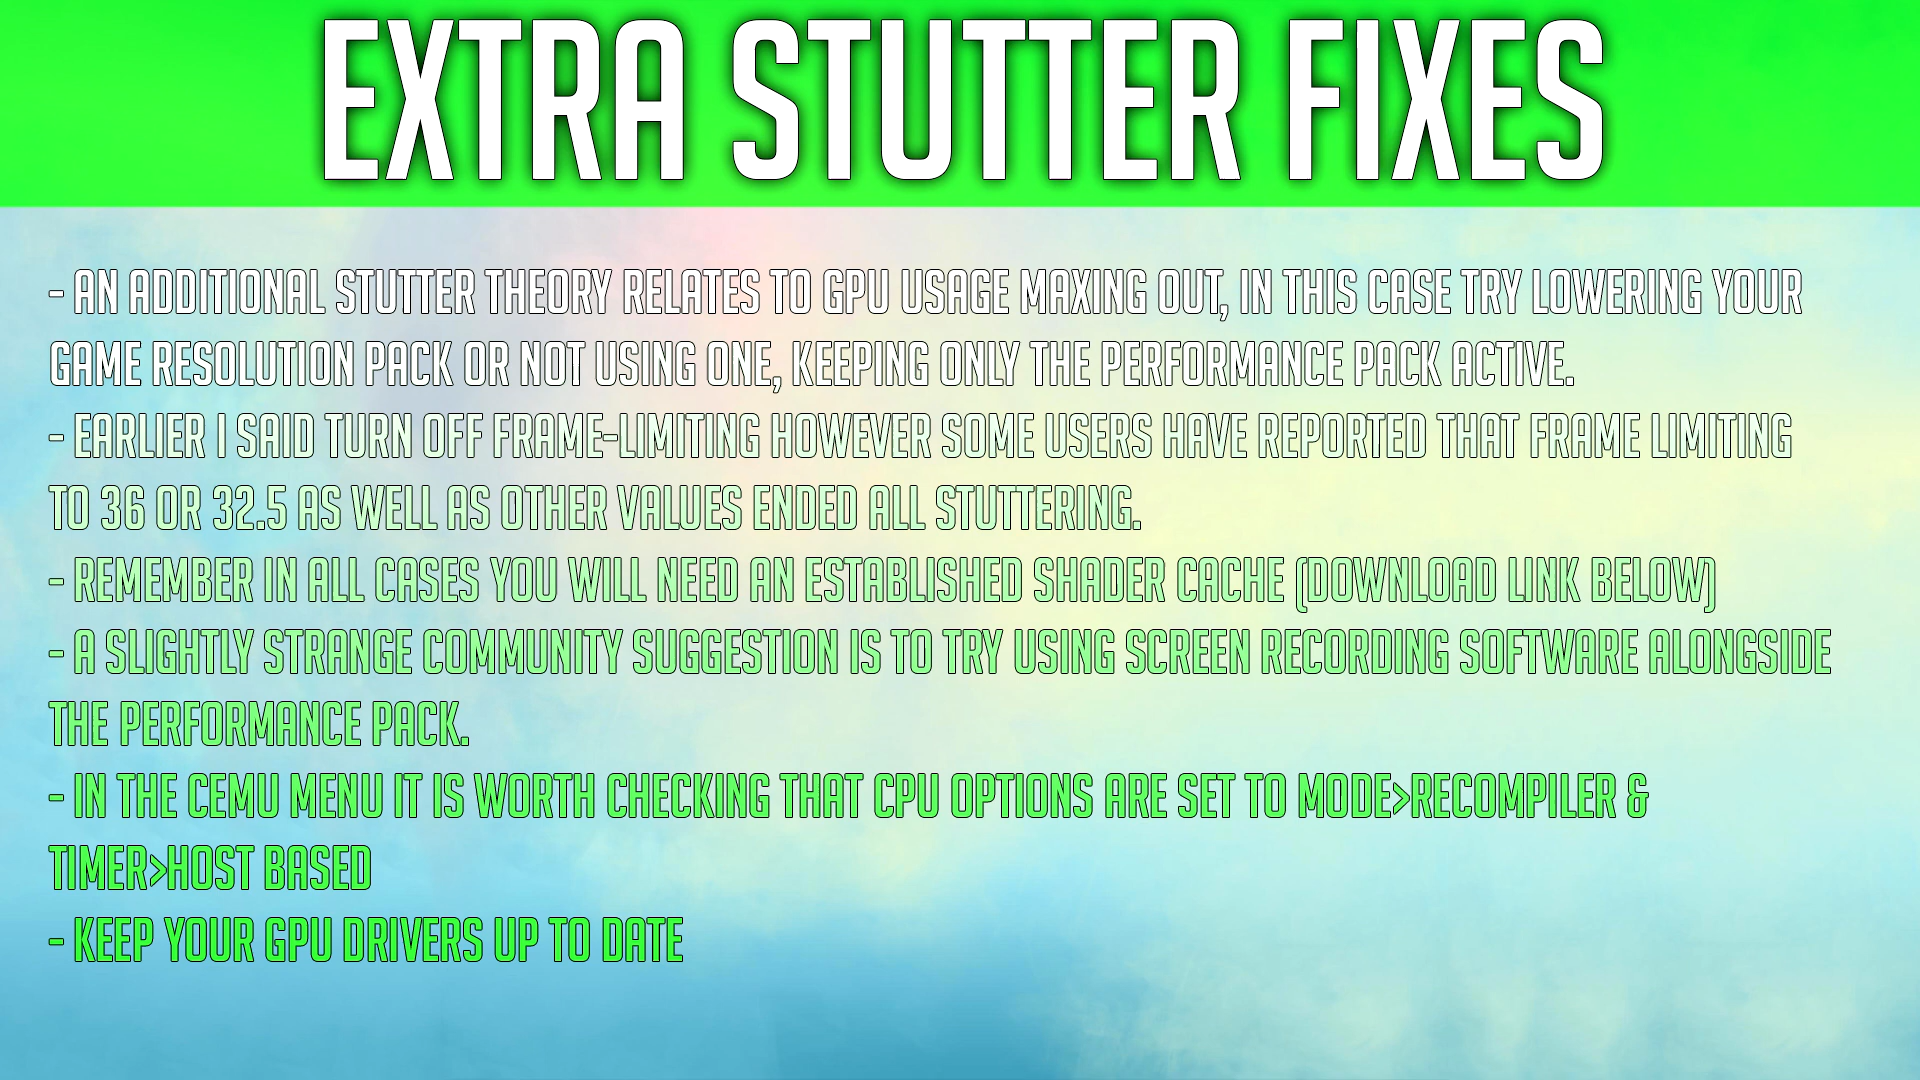 EXTRA STUTTER FIXES
- AN ADDITIONAL STUTTER THEORY RELATES TO GPU USAGE MAXING OUT, IN THIS CASE TRY LOWERING YOUR
GAME RESOLUTION PACK OR NOT USING ONE, KEEPING ONLY THE PERFORMANCE PACK ACTIVE.
- EARLIER I SAID TURN OFF FRAME-LIMITING HOWEVER SOME USERS HAVE REPORTED THAT FRAME LIMITING
TO 36 OR 32.5 AS WELL AS OTHER VALUES ENDED ALL STUTTERING.
- REMEMBER IN ALL CASES YOU WILL NEED AN ESTABLISHED SHADER CACHE (DOWNLOAD LINK BELOW)
- A SLIGHTLY STRANGE COMMUNITY SUGGESTION IS TO TRY USING SCREEN RECORDING SOFTWARE ALONGSIDE
THE PERFORMANCE PACK.
- IN THE CEMU MENU IT IS WORTH CHECKING THAT CPU OPTIONS ARE SET TO MODE>RECOMPILER &
TIMER>HOST BASED
- KEEP YOUR GPU DRIVERS UP TO DATE